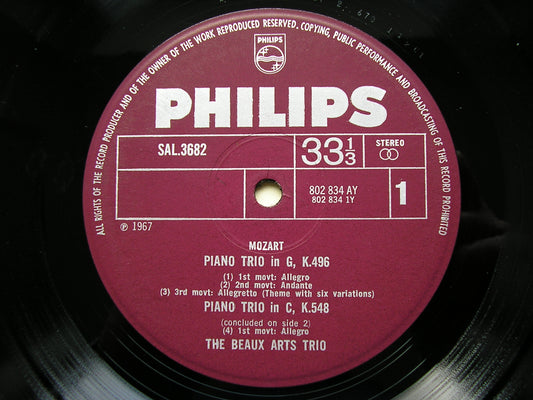 ALL RIGHTS OF THE RECORD PRODUCER AND OF THE OWNER OF THE WORK REPRODUCED RESERVED. COPYING, PUBLIC PERFORMANCE AND BROADCASTING OF THIS RECORD PROHIBITED
PHILIPS
PHILIPS
SAL.3682
33 1/3
STEREO
802 834 AY
802 834 1Y
1
℗ 1967
MOZART
PIANO TRIO in G, K.496
(1) 1st movt: Allegro
(2) 2nd movt: Andante
(3) 3rd movt: Allegretto (Theme with six variations)
PIANO TRIO in C, K.548
(concluded on side 2)
(4) 1st movt: Allegro
THE BEAUX ARTS TRIO